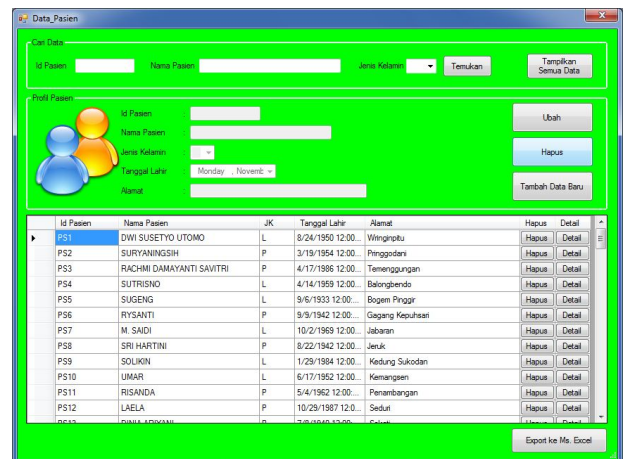 Data_Pasien
Cari Data
Id Pasien Nama Pasien Jenis Kelamin Temukan Tampilkan Semua Data
Profil Pasien
Id Pasien
Nama Pasien :
Jenis Kelamin :
Tanggal Lahir : Monday , Novemb
Alamat
Ubah
Hapus
Tambah Data Baru
Id Pasien Nama Pasien JK Tanggal Lahir Alamat Hapus Detail
PS1 DWI SUSETYO UTOMO L 8/24/1950 12:00... Wringinpitu Hapus Detail
PS2 SURYANINGSIH P 3/19/1954 12:00... Pringgodani Hapus Detail
PS3 RACHMI DAMAYANTI SAVITRI P 4/17/1986 12:00... Temenggungan Hapus Detail
PS4 SUTRISNO L 4/14/1959 12:00... Balongbendo Hapus Detail
PS5 SUGENG L 9/6/1933 12:00:... Bogem Pinggir Hapus Detail
PS6 RYSANTI P 9/9/1942 12:00:... Gagang Kepuhsari Hapus Detail
PS7 M. SAIDI L 10/2/1969 12:00... Jabaran Hapus Detail
PS8 SRI HARTINI P 8/22/1942 12:00... Jeruk Hapus Detail
PS9 SOLIKIN L 1/29/1984 12:00... Kedung Sukodan Hapus Detail
PS10 UMAR L 6/17/1952 12:00... Kemangsen Hapus Detail
PS11 RISANDA P 5/4/1962 12:00:... Penambangan Hapus Detail
PS12 LAELA P 10/29/1987 12:0... Seduri Hapus Detail
Export ke Ms. Excel